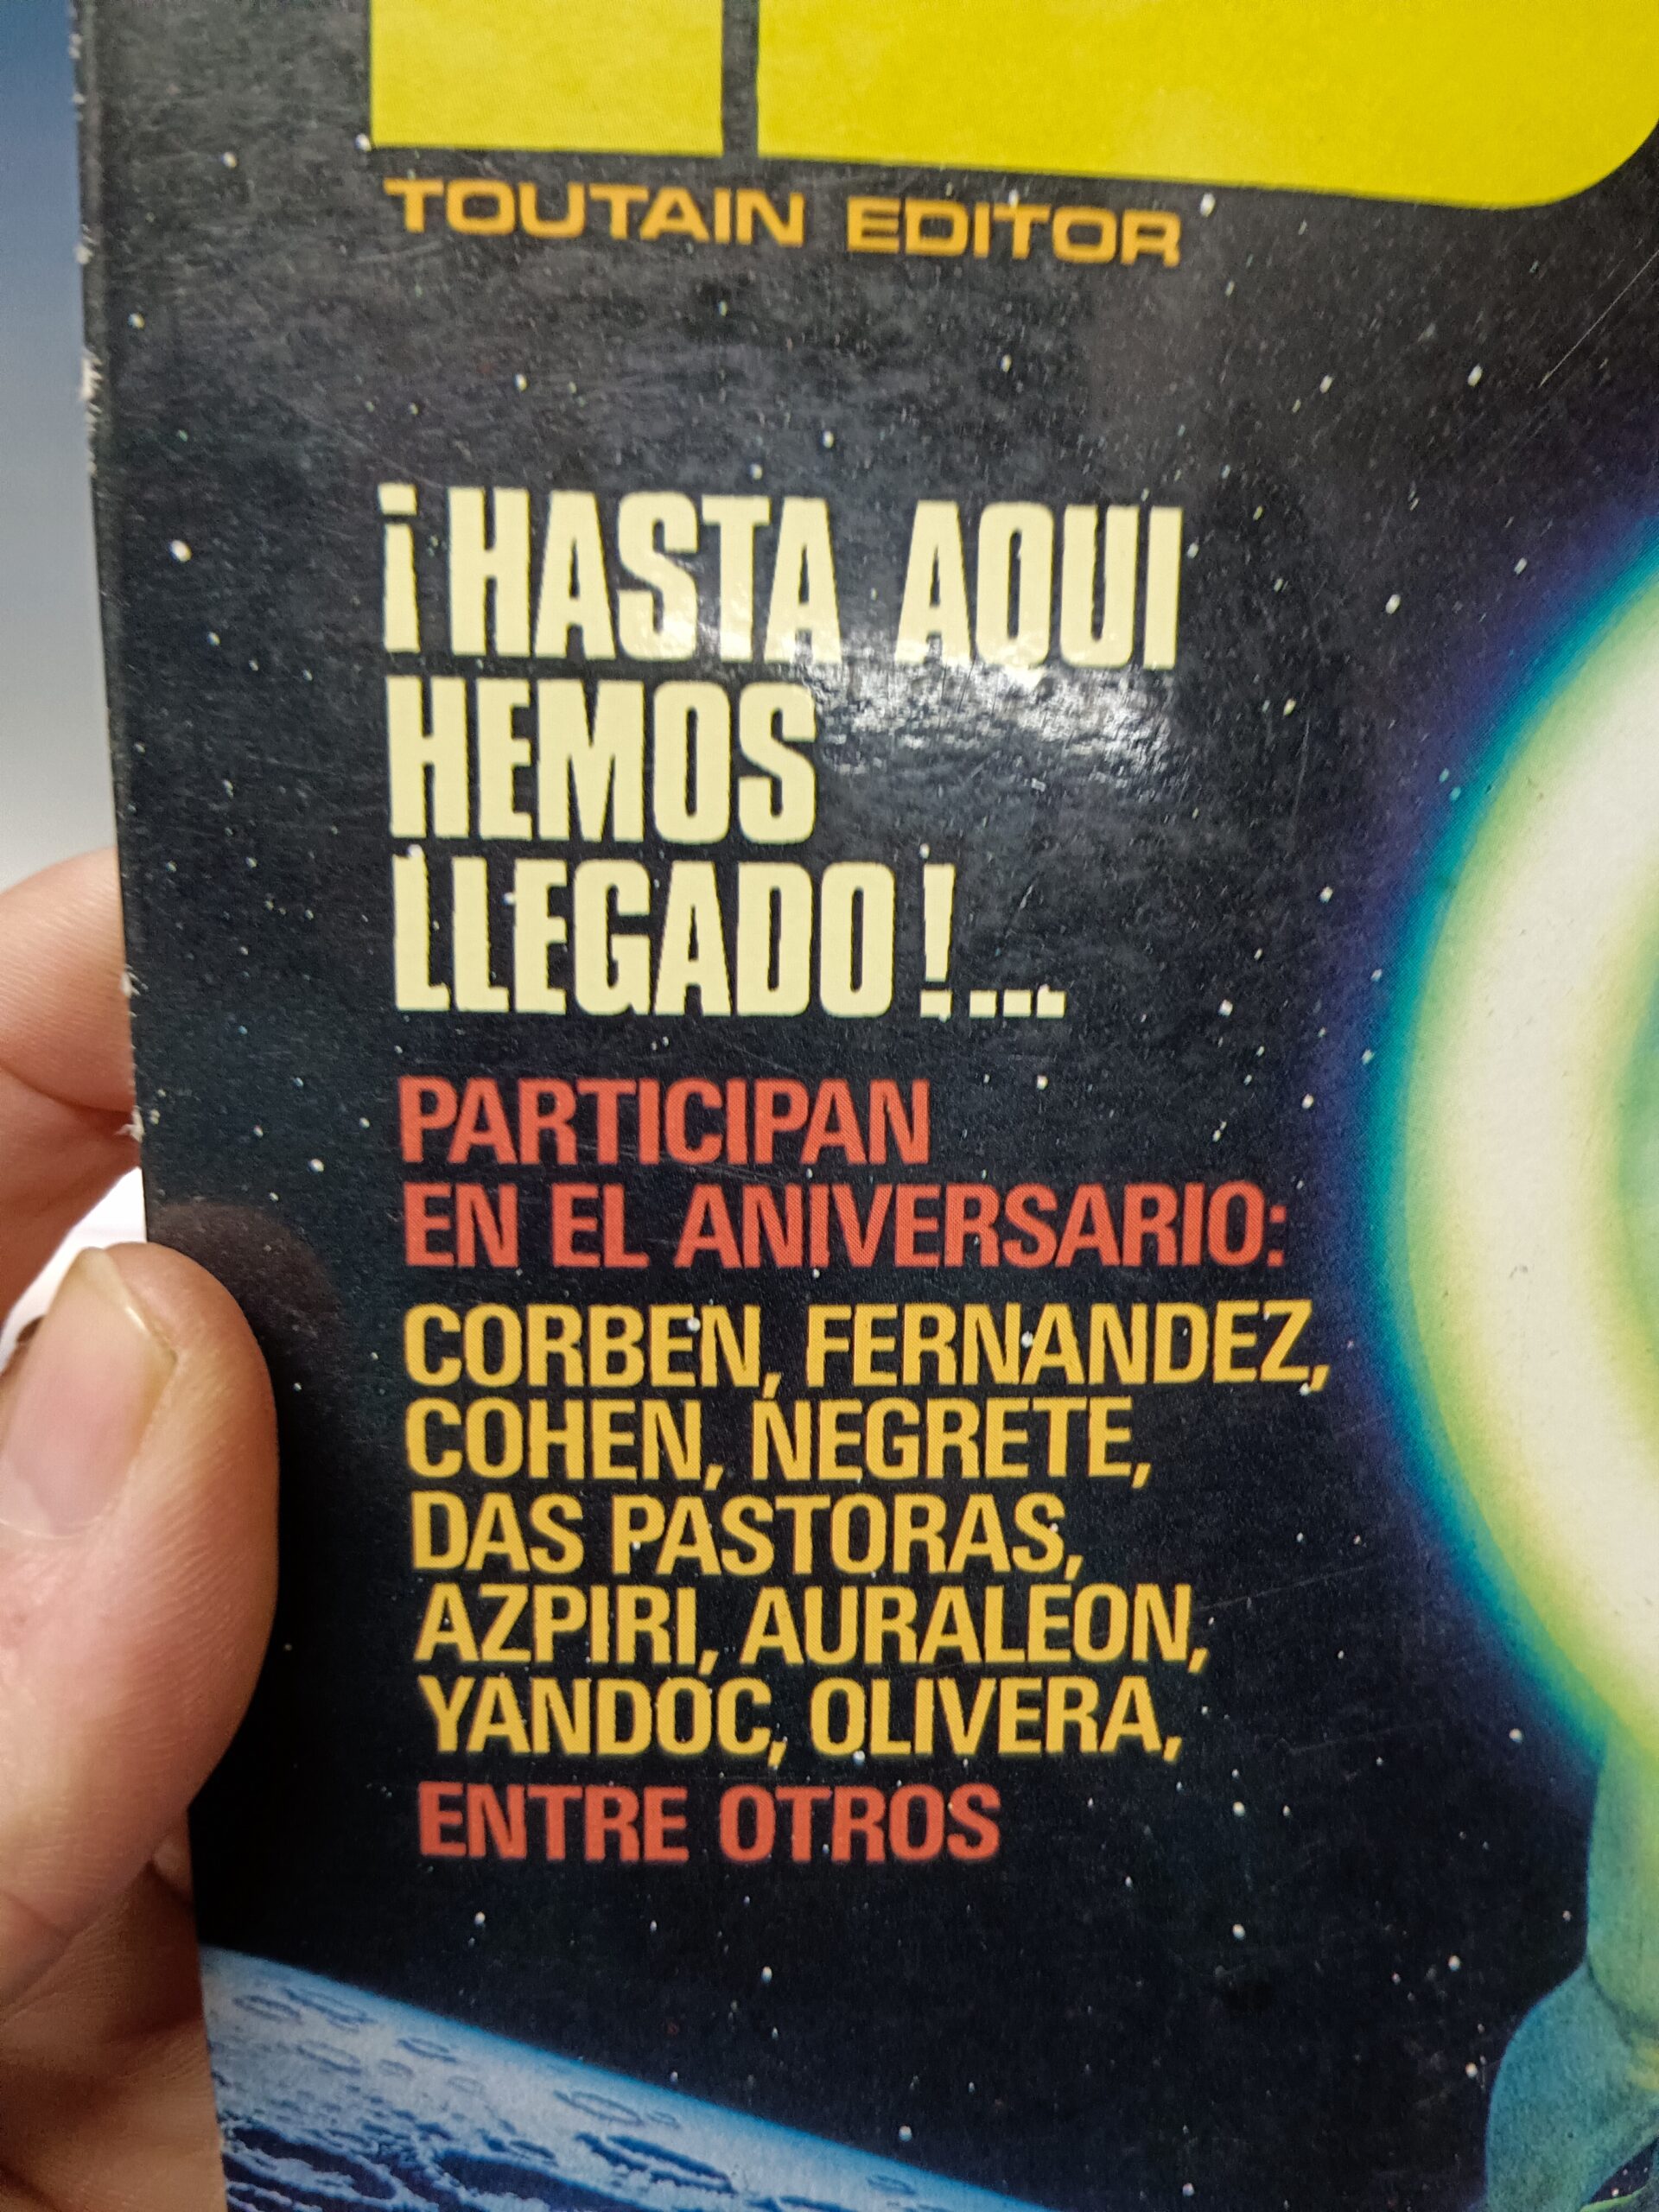 TOUTAIN EDITOR
¡HASTA AQUI
HEMOS
LLEGADO!...
PARTICIPAN
EN EL ANIVERSARIO:
CORBEN, FERNANDEZ,
COHEN, NEGRETE,
DAS PASTORAS,
AZPIRI, AURALEON,
YANDOC, OLIVERA,
ENTRE OTROS